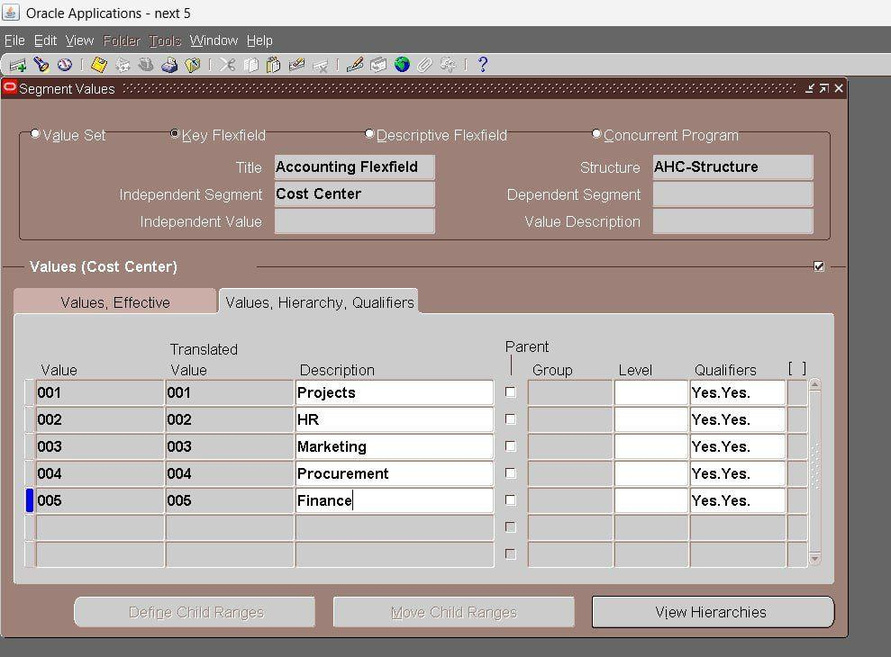 Oracle Applications - next 5
File Edit View Folder Tools Window Help
Segment Values
Value Set Key Flexfield Descriptive Flexfield Concurrent Program
Title Accounting Flexfield Structure AHC-Structure
Independent Segment Cost Center Dependent Segment
Independent Value Value Description
Values (Cost Center)
Values, Effective Values, Hierarchy, Qualifiers
Translated Parent
Value Value Description Group Level Qualifiers [ ]
001 001 Projects Yes.Yes.
002 002 HR Yes.Yes.
003 003 Marketing Yes.Yes.
004 004 Procurement Yes.Yes.
005 005 Finance Yes.Yes.
Define Child Ranges Move Child Ranges View Hierarchies